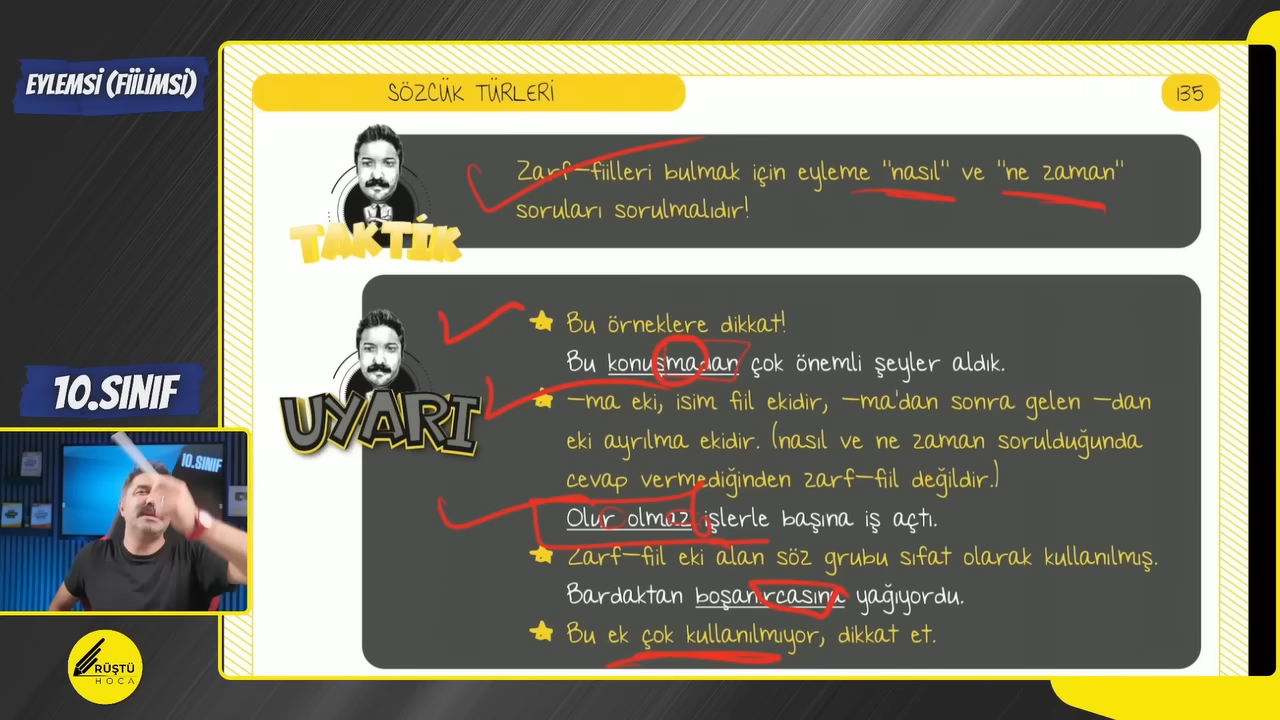 EYLEMSİ (FİİLİMSİ)
SÖZCÜK TÜRLERİ
135
Zarf-fiilleri bulmak için eyleme "nasıl" ve "ne zaman"
soruları sorulmalıdır!
TAKTİK
Bu örneklere dikkat!
Bu konuşmadan çok önemli şeyler aldık.
-ma eki, isim fiil ekidir, -ma'dan sonra gelen -dan
eki ayrılma ekidir. (nasıl ve ne zaman sorulduğunda
cevap vermediğinden zarf-fiil değildir.)
Olur olmaz işlerle başına iş açtı.
Zarf-fiil eki alan söz grubu sıfat olarak kullanılmış.
Bardaktan boşanırcasına yağıyordu.
Bu ek çok kullanılmıyor, dikkat et.
UYARI
10.SINIF
10.SINIF
RÜŞTÜ
HOCA